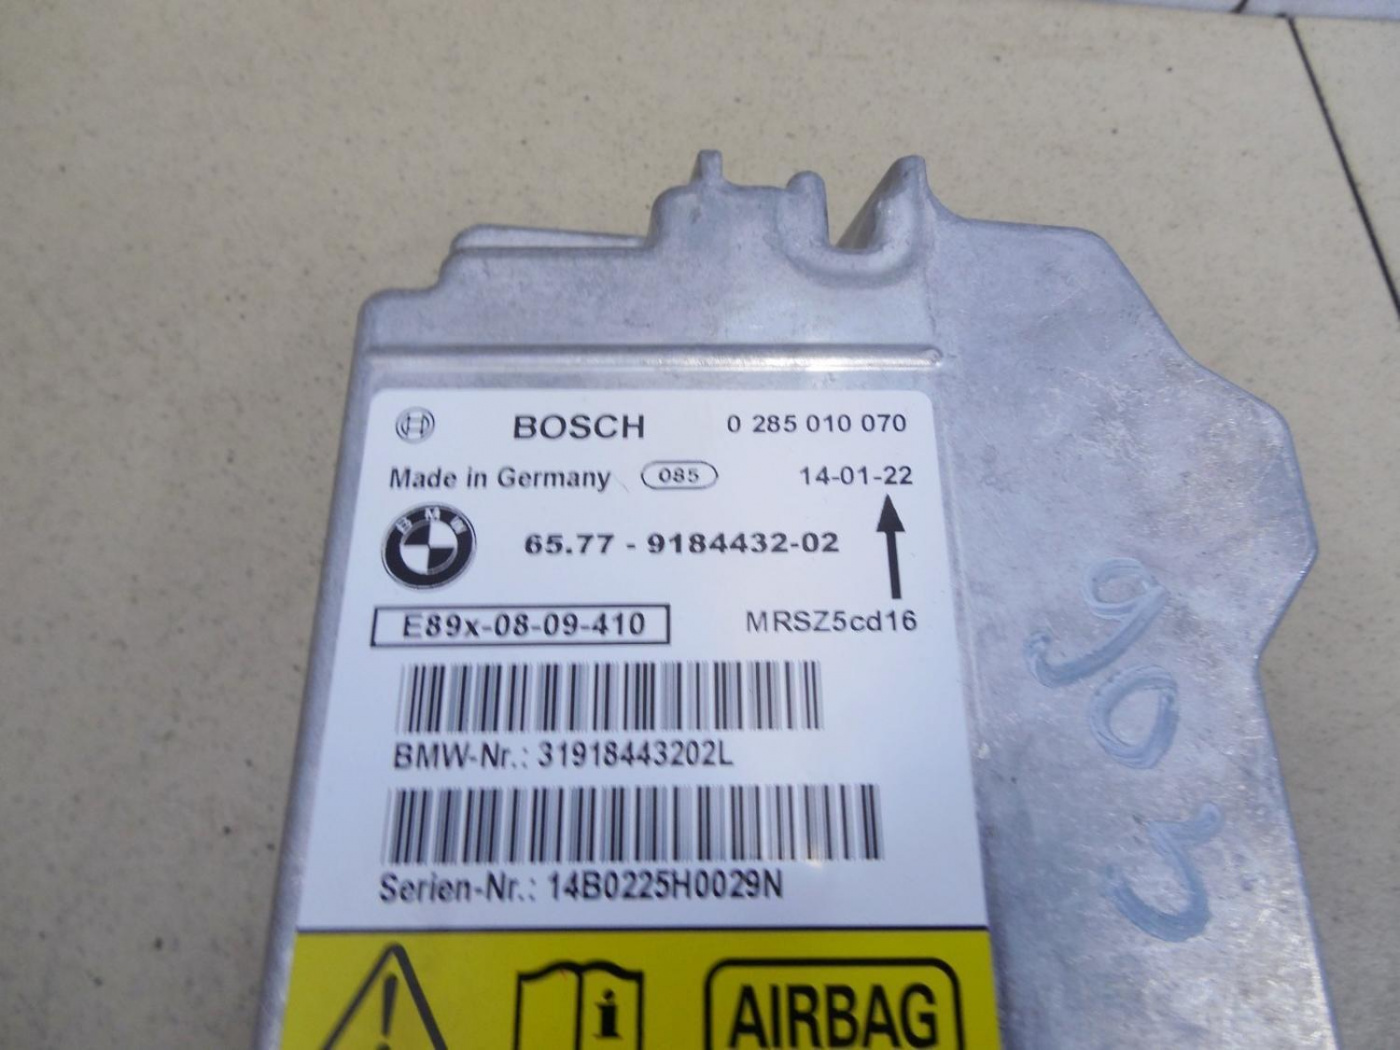 BOSCH 0 285 010 070
Made in Germany 085 14-01-22
BMW 65.77 - 9184432-02
E89x-08-09-410 MRSZ5cd16
BMW-Nr.: 31918443202L
Serien-Nr.: 14B0225H0029N
i AIRBAG